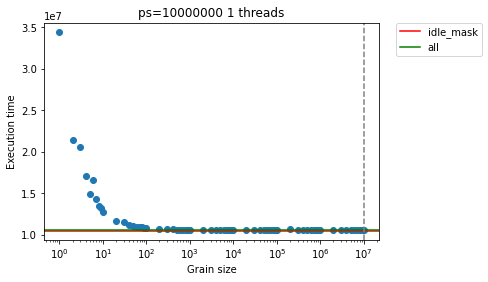 ps=10000000 1 threads
1e7
idle_mask
all
3.5
3.0
2.5
2.0
1.5
1.0
Execution time
10^0 10^1 10^2 10^3 10^4 10^5 10^6 10^7
Grain size